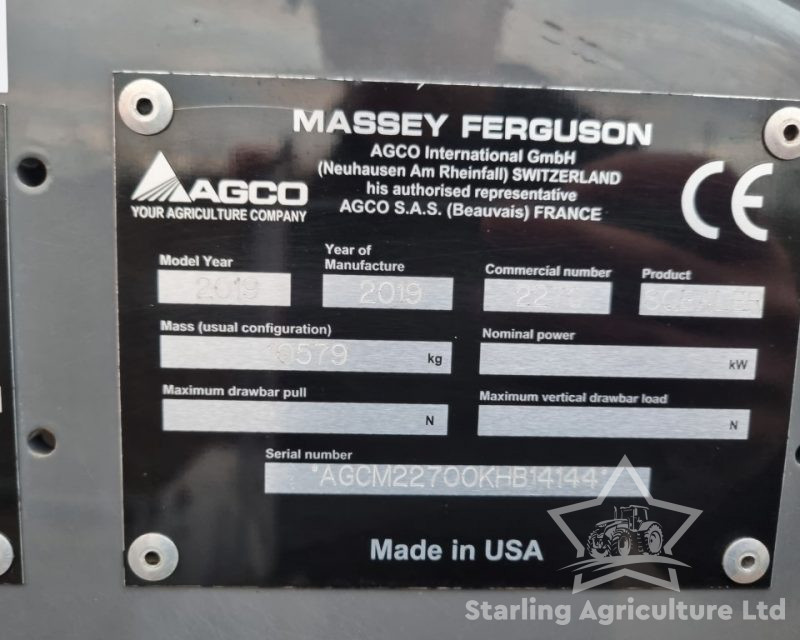 MASSEY FERGUSON
AGCO International GmbH
(Neuhausen Am Rheinfall) SWITZERLAND
his authorised representative
AGCO S.A.S. (Beauvais) FRANCE
AGCO
YOUR AGRICULTURE COMPANY
CE
Model Year
Year of
Manufacture
Commercial number
Product
2019
2019
Mass (usual configuration)
Nominal power
kg
kW
Maximum drawbar pull
Maximum vertical drawbar load
N
N
Serial number
*AGCM22700KHB14144*
Made in USA
Starling Agriculture Ltd